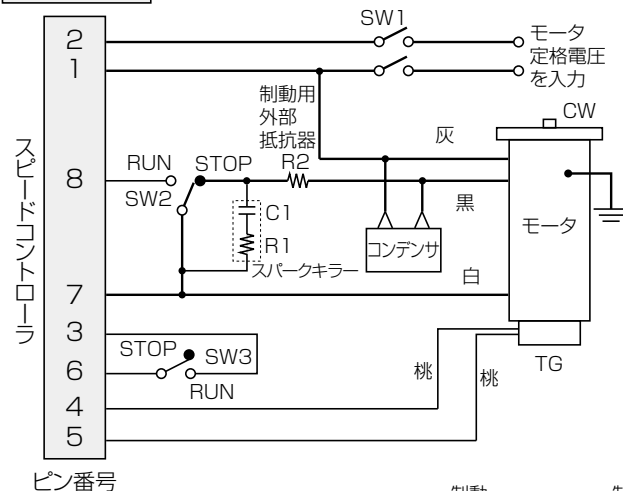 SW1
2
1
モータ
定格電圧
を入力
制動用
外部
抵抗器
CW
灰
スピードコントローラ
8
RUN
STOP
R2
SW2
C1
R1
スパークキラー
黒
コンデンサ
モータ
白
7
3
STOP
SW3
6
RUN
桃
桃
TG
4
5
ピン番号